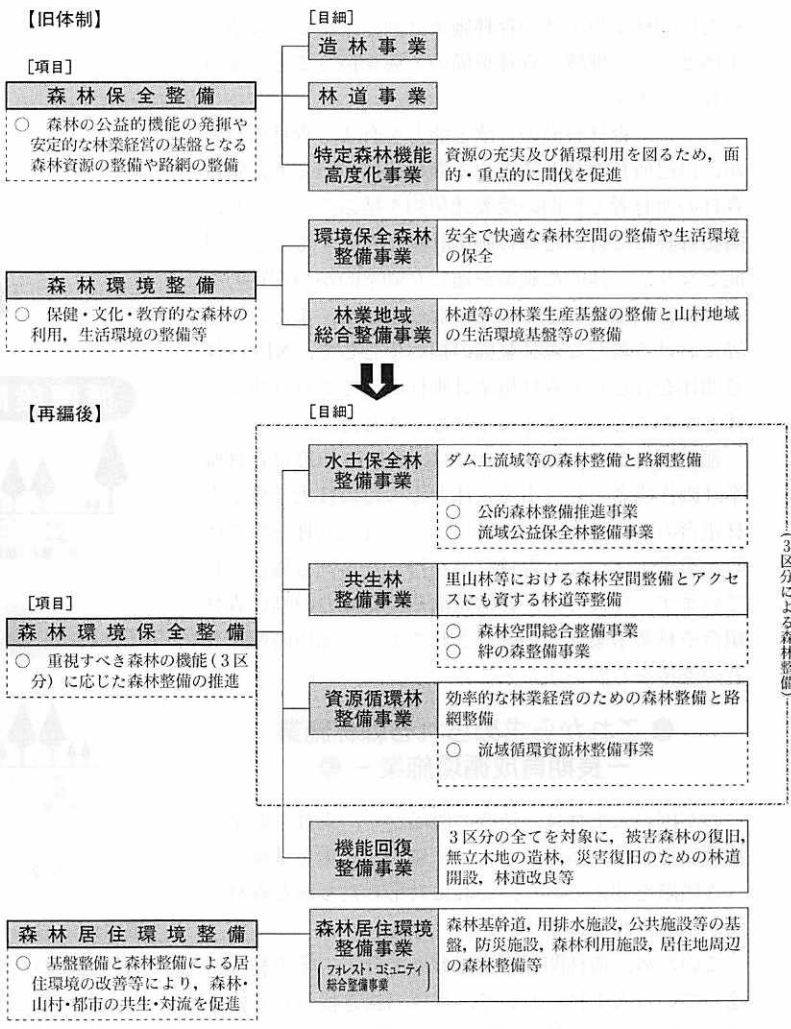 【旧体制】
［目細］
造林事業
［項目］
森林保全整備
林道事業
○ 森林の公益的機能の発揮や
安定的な林業経営の基盤となる
森林資源の整備や路網の整備
特定森林機能
高度化事業
資源の充実及び循環利用を図るため，面
的・重点的に間伐を促進
環境保全森林
整備事業
安全で快適な森林空間の整備や生活環境
の保全
森林環境整備
○ 保健・文化・教育的な森林の
利用，生活環境の整備等
林業地域
総合整備事業
林道等の林業生産基盤の整備と山村地域
の生活環境基盤等の整備
【再編後】
［目細］
水土保全林
整備事業
ダム上流域等の森林整備と路網整備
○ 公的森林整備推進事業
○ 流域公益保全林整備事業
共生林
整備事業
里山林等における森林空間整備とアクセ
スにも資する林道等整備
○ 森林空間総合整備事業
○ 絆の森整備事業
［項目］
森林環境保全整備
○ 重視すべき森林の機能（3区
分）に応じた森林整備の推進
資源循環林
整備事業
効率的な林業経営のための森林整備と路
網整備
○ 流域循環資源林整備事業
（3区分による森林整備）
機能回復
整備事業
3区分の全てを対象に，被害森林の復旧，
無立木地の造林，災害復旧のための林道
開設，林道改良等
森林居住環境整備
○ 基盤整備と森林整備による居
住環境の改善等により，森林・
山村・都市の共生・対流を促進
森林居住環境
整備事業
（フォレスト・コミュニティ
総合整備事業）
森林基幹道，用排水施設，公共施設等の基
盤，防災施設，森林利用施設，居住地周辺
の森林整備等